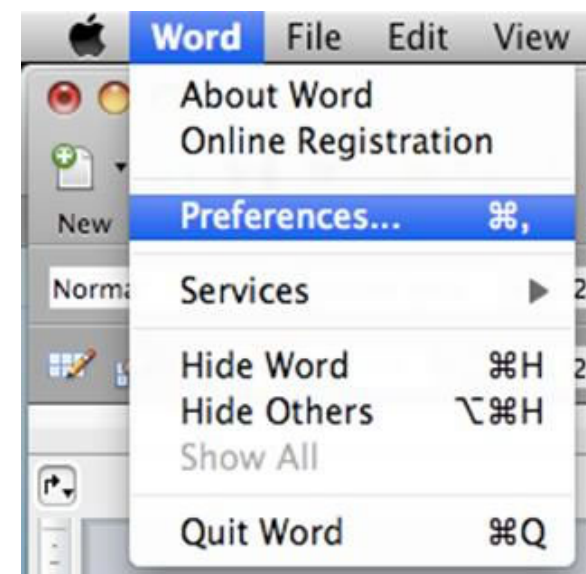 Word File Edit View
About Word
Online Registration
New
Preferences... ⌘,
Services
Hide Word ⌘H
Hide Others ⌥⌘H
Show All
Quit Word ⌘Q